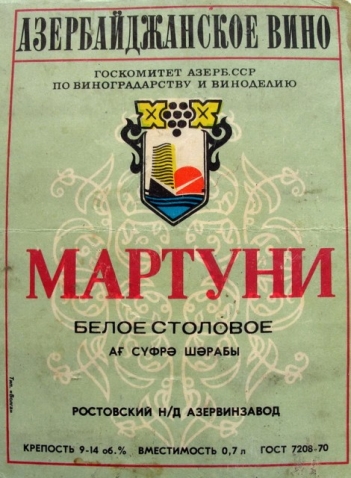 АЗЕРБАЙДЖАНСКОЕ ВИНО
ГОСКОМИТЕТ АЗЕРБ.ССР
ПО ВИНОГРАДАРСТВУ И ВИНОДЕЛИЮ
МАРТУНИ
БЕЛОЕ СТОЛОВОЕ
АҒ СҮФРӘ ШӘРАБЫ
РОСТОВСКИЙ Н/Д АЗЕРВИНЗАВОД
КРЕПОСТЬ 9-14 об.% ВМЕСТИМОСТЬ 0,7 л ГОСТ 7208-70